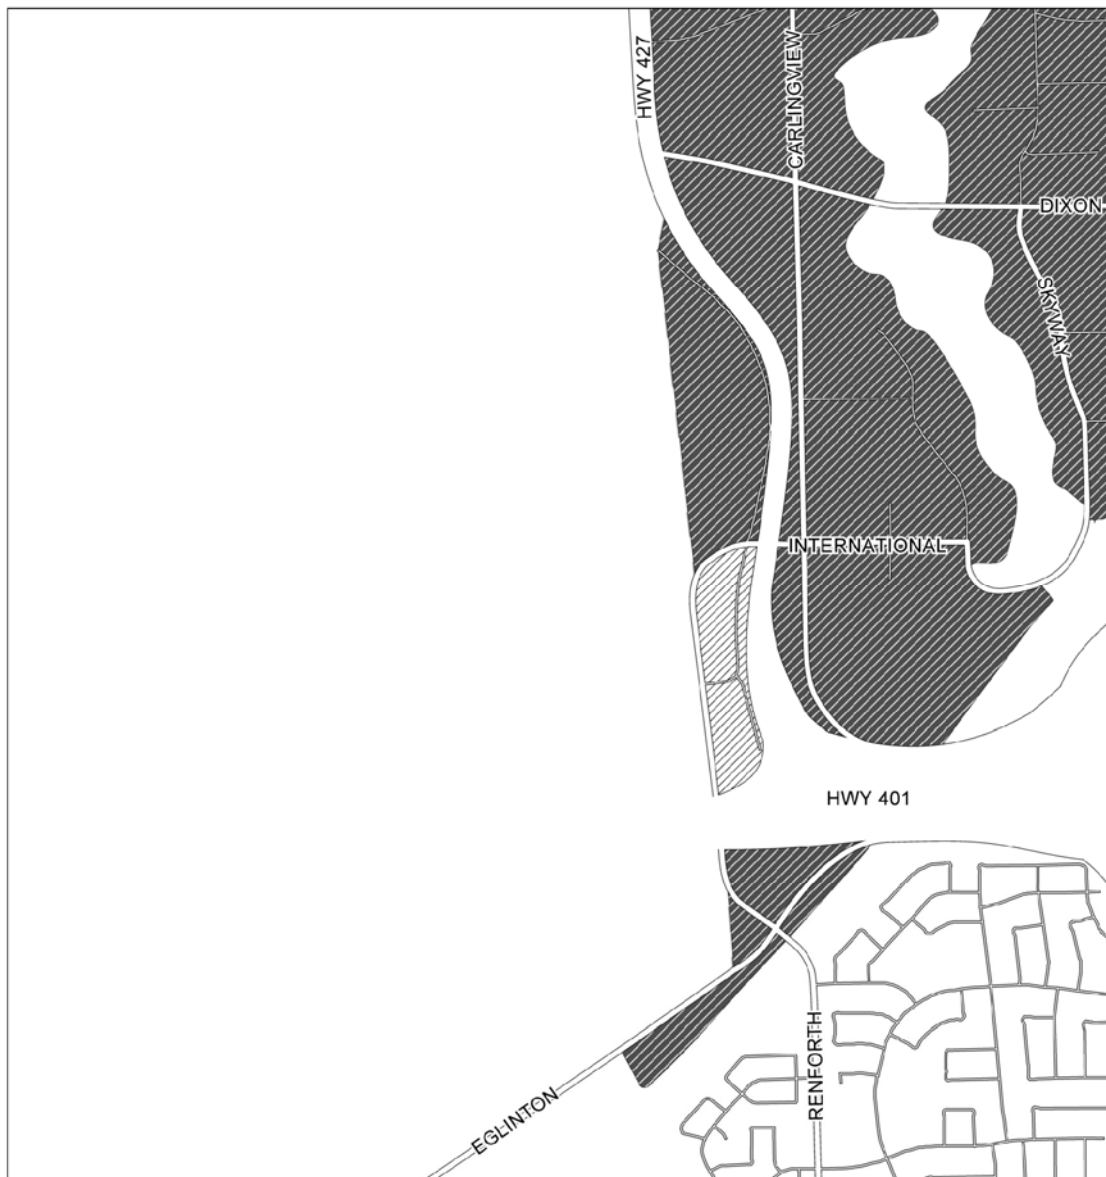 HWY 427
CARLINGVIEW
DIXON
SKYWAY
INTERNATIONAL
HWY 401
RENFORTH
EGLINTON